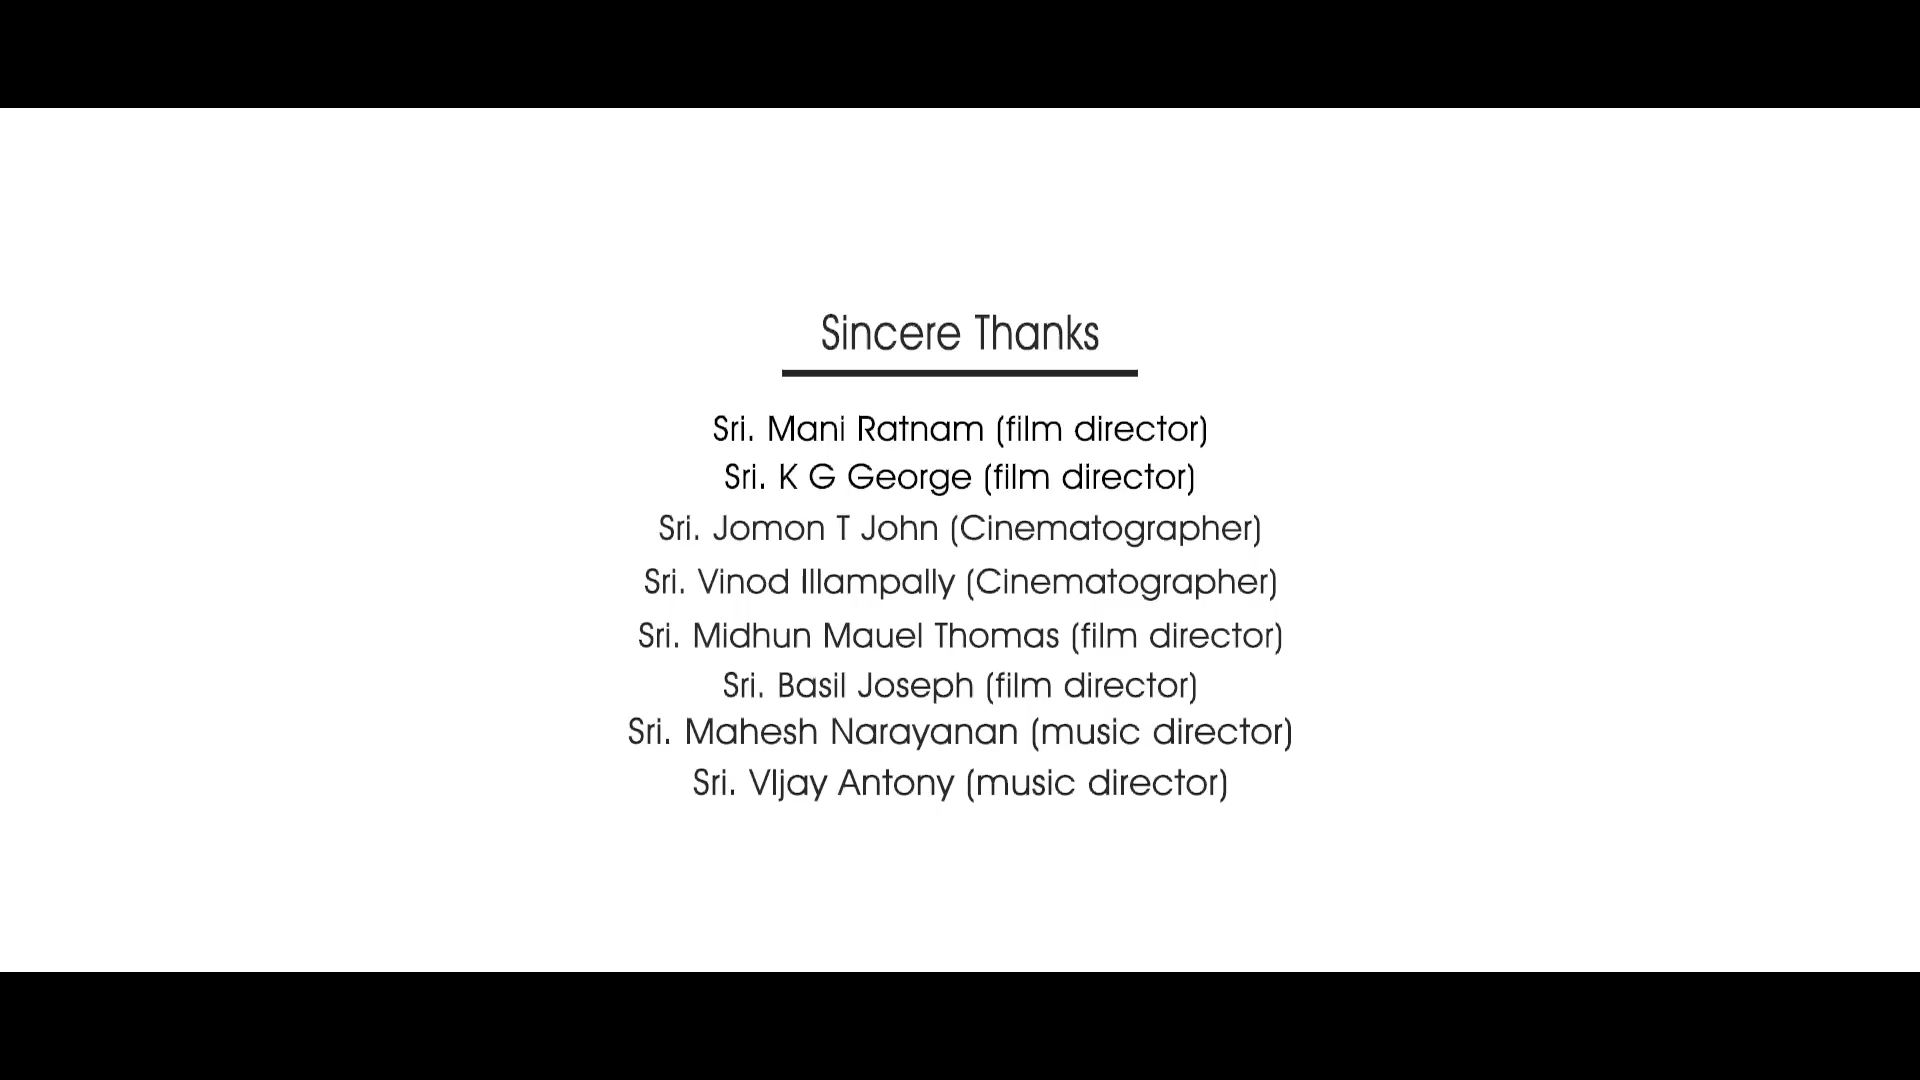 Sincere Thanks
Sri. Mani Ratnam (film director)
Sri. K G George (film director)
Sri. Jomon T John (Cinematographer)
Sri. Vinod Illampally (Cinematographer)
Sri. Midhun Mauel Thomas (film director)
Sri. Basil Joseph (film director)
Sri. Mahesh Narayanan (music director)
Sri. VIjay Antony (music director)